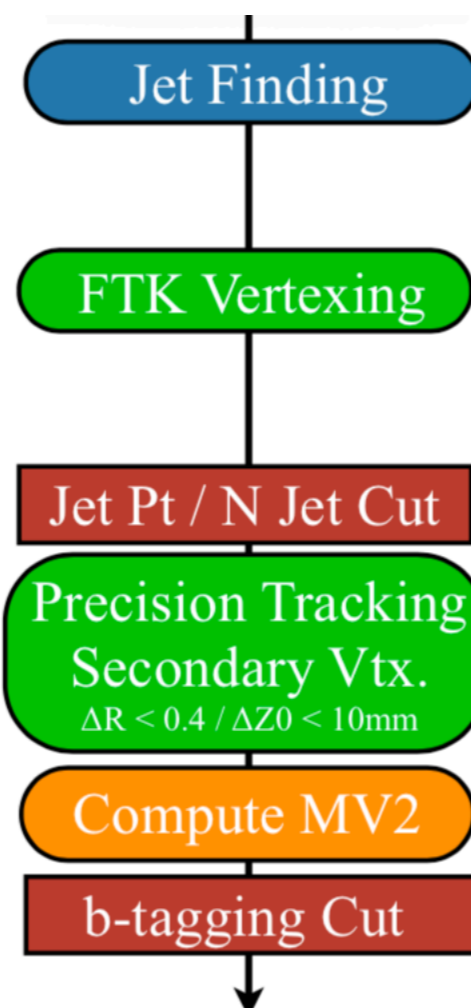 Jet Finding
FTK Vertexing
Jet Pt / N Jet Cut
Precision Tracking
Secondary Vtx.
ΔR < 0.4 / ΔZ0 < 10mm
Compute MV2
b-tagging Cut